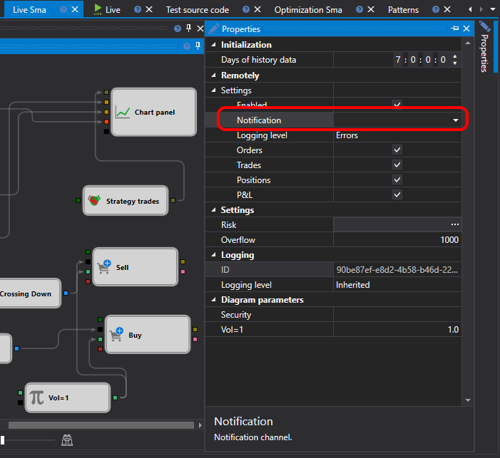 Live Sma
Live
Test source code
Optimization Sma
Patterns
Properties
Initialization
Days of history data 7 : 0 : 0 : 0
Remotely
Settings
Enabled
Notification
Logging level Errors
Orders
Trades
Positions
P&L
Settings
Risk ...
Overflow 1000
Logging
ID 90be87ef-e8d2-4b58-b46d-22...
Logging level Inherited
Diagram parameters
Security
Vol=1 1.0
Notification
Notification channel.
Properties
Chart panel
Strategy trades
Sell
Crossing Down
Buy
Vol=1